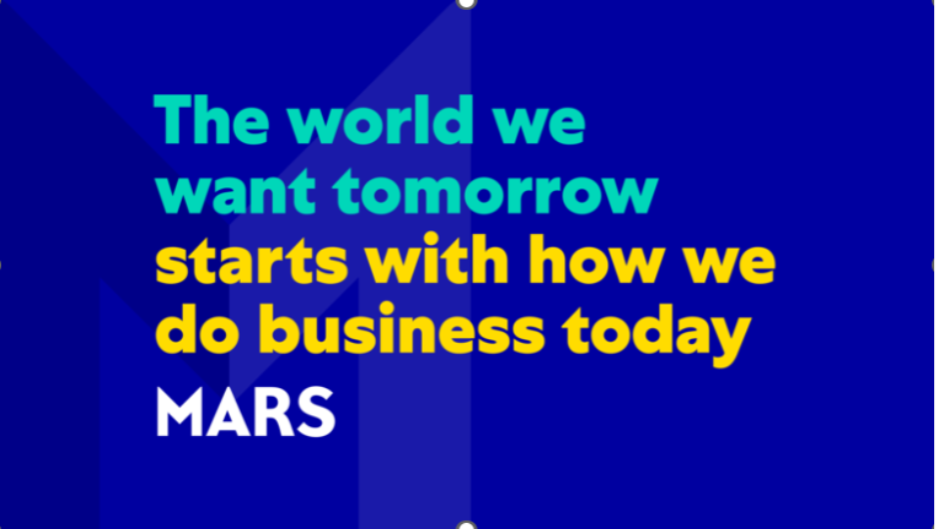 The world we
want tomorrow
starts with how we
do business today
MARS